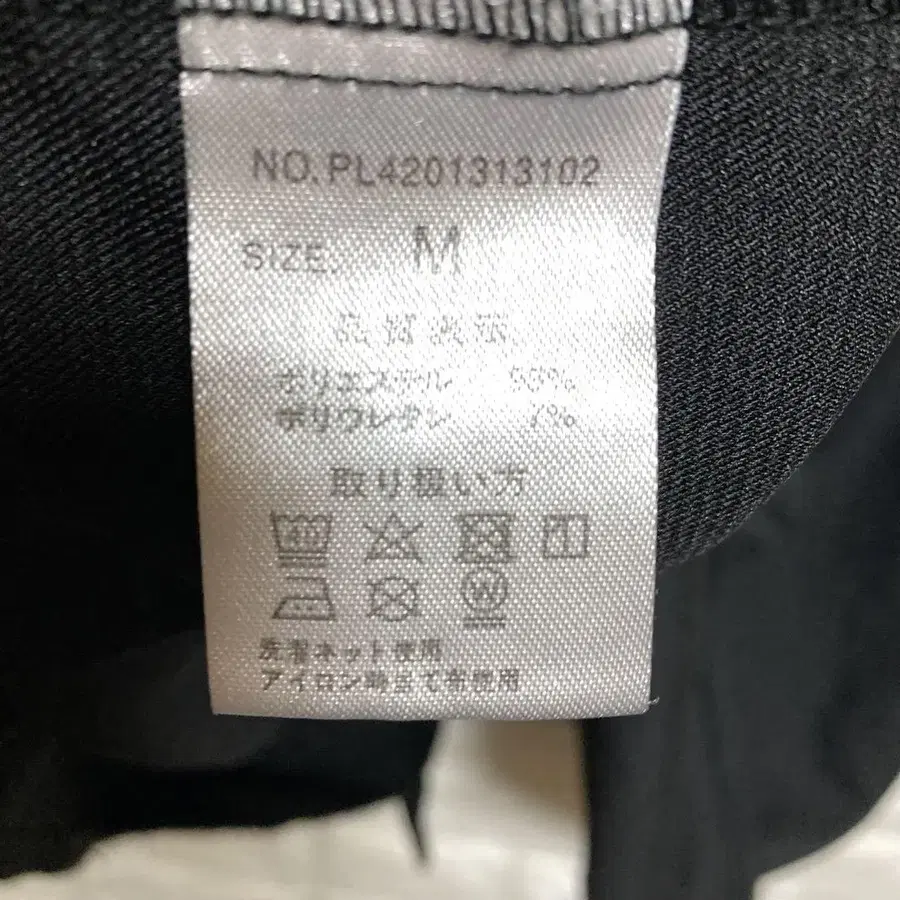 NO.PL4201313102
SIZE. M
品質表示
ポリエステル 93%
ポリウレタン 7%
取り扱い方
洗濯ネット使用
アイロン時当て布使用